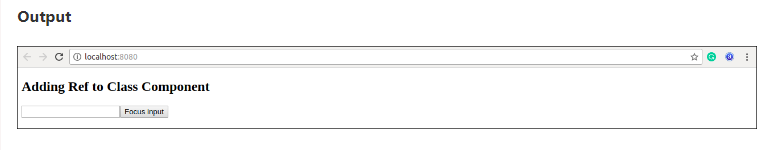 Output
localhost:8080
Adding Ref to Class Component
Focus input